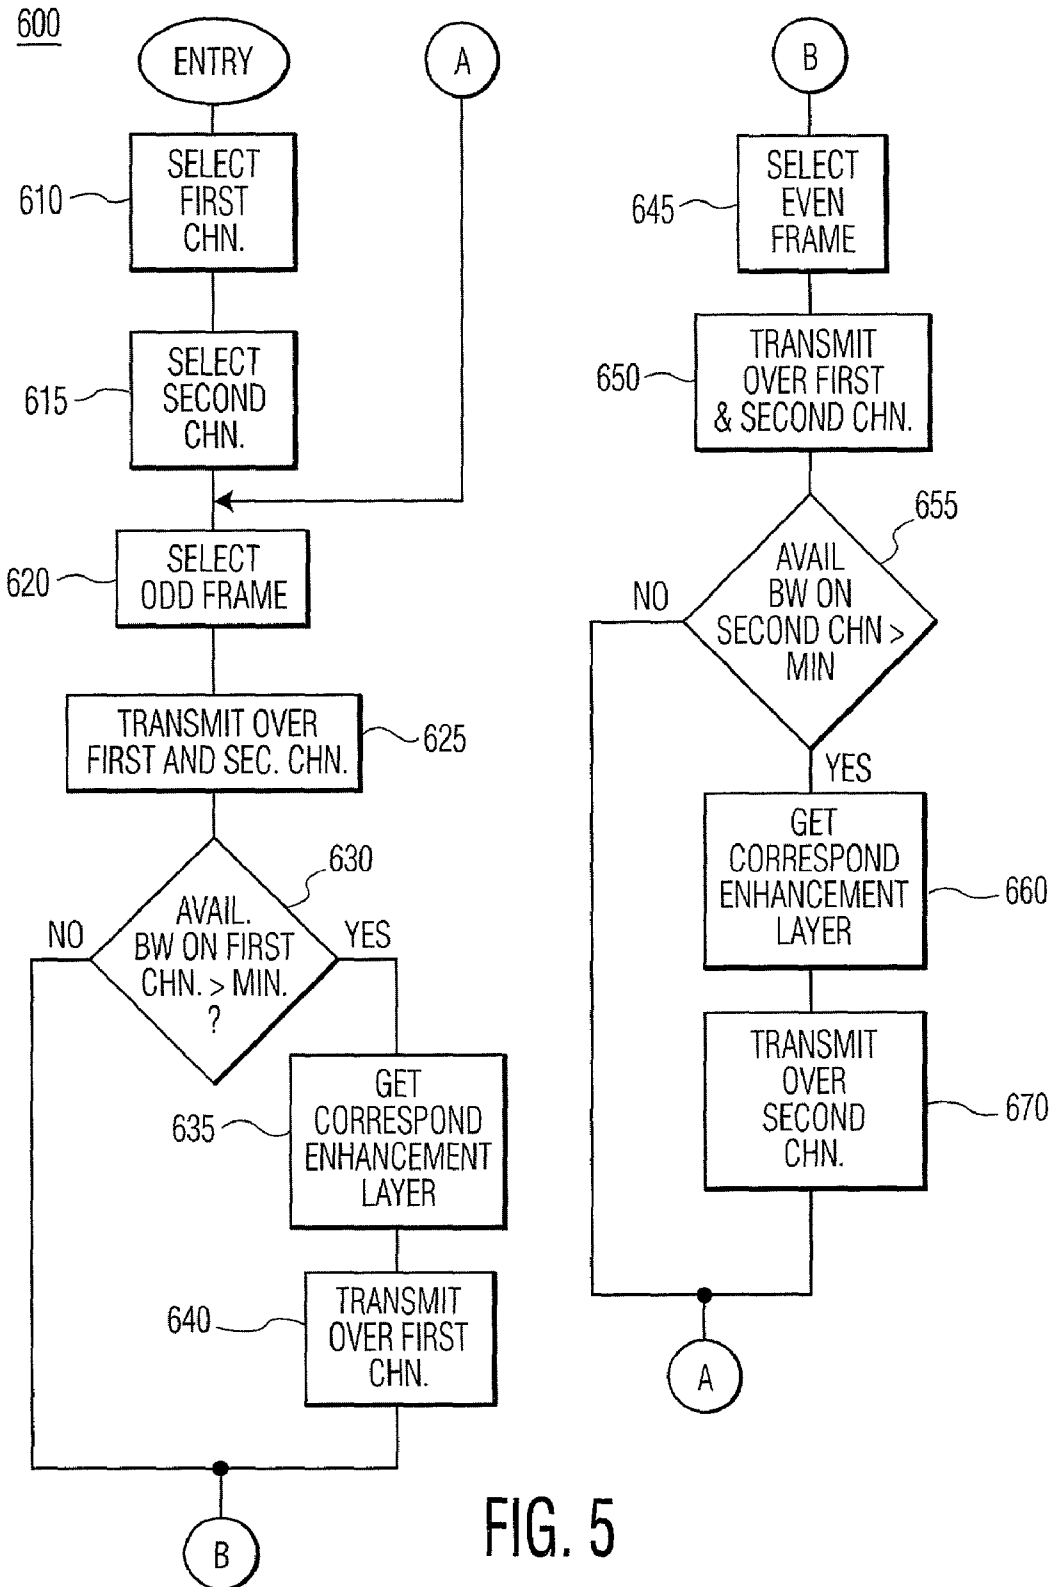 600
ENTRY
A
SELECT
FIRST
CHN.
610
SELECT
SECOND
CHN.
615
SELECT
ODD FRAME
620
TRANSMIT OVER
FIRST AND SEC. CHN.
625
AVAIL.
BW ON FIRST
CHN. > MIN.
?
630
NO
YES
GET
CORRESPOND
ENHANCEMENT
LAYER
635
TRANSMIT
OVER FIRST
CHN.
640
B
B
SELECT
EVEN
FRAME
645
TRANSMIT
OVER FIRST
& SECOND CHN.
650
AVAIL
BW ON
SECOND CHN >
MIN
655
NO
YES
GET
CORRESPOND
ENHANCEMENT
LAYER
660
TRANSMIT
OVER
SECOND
CHN.
670
A
FIG. 5